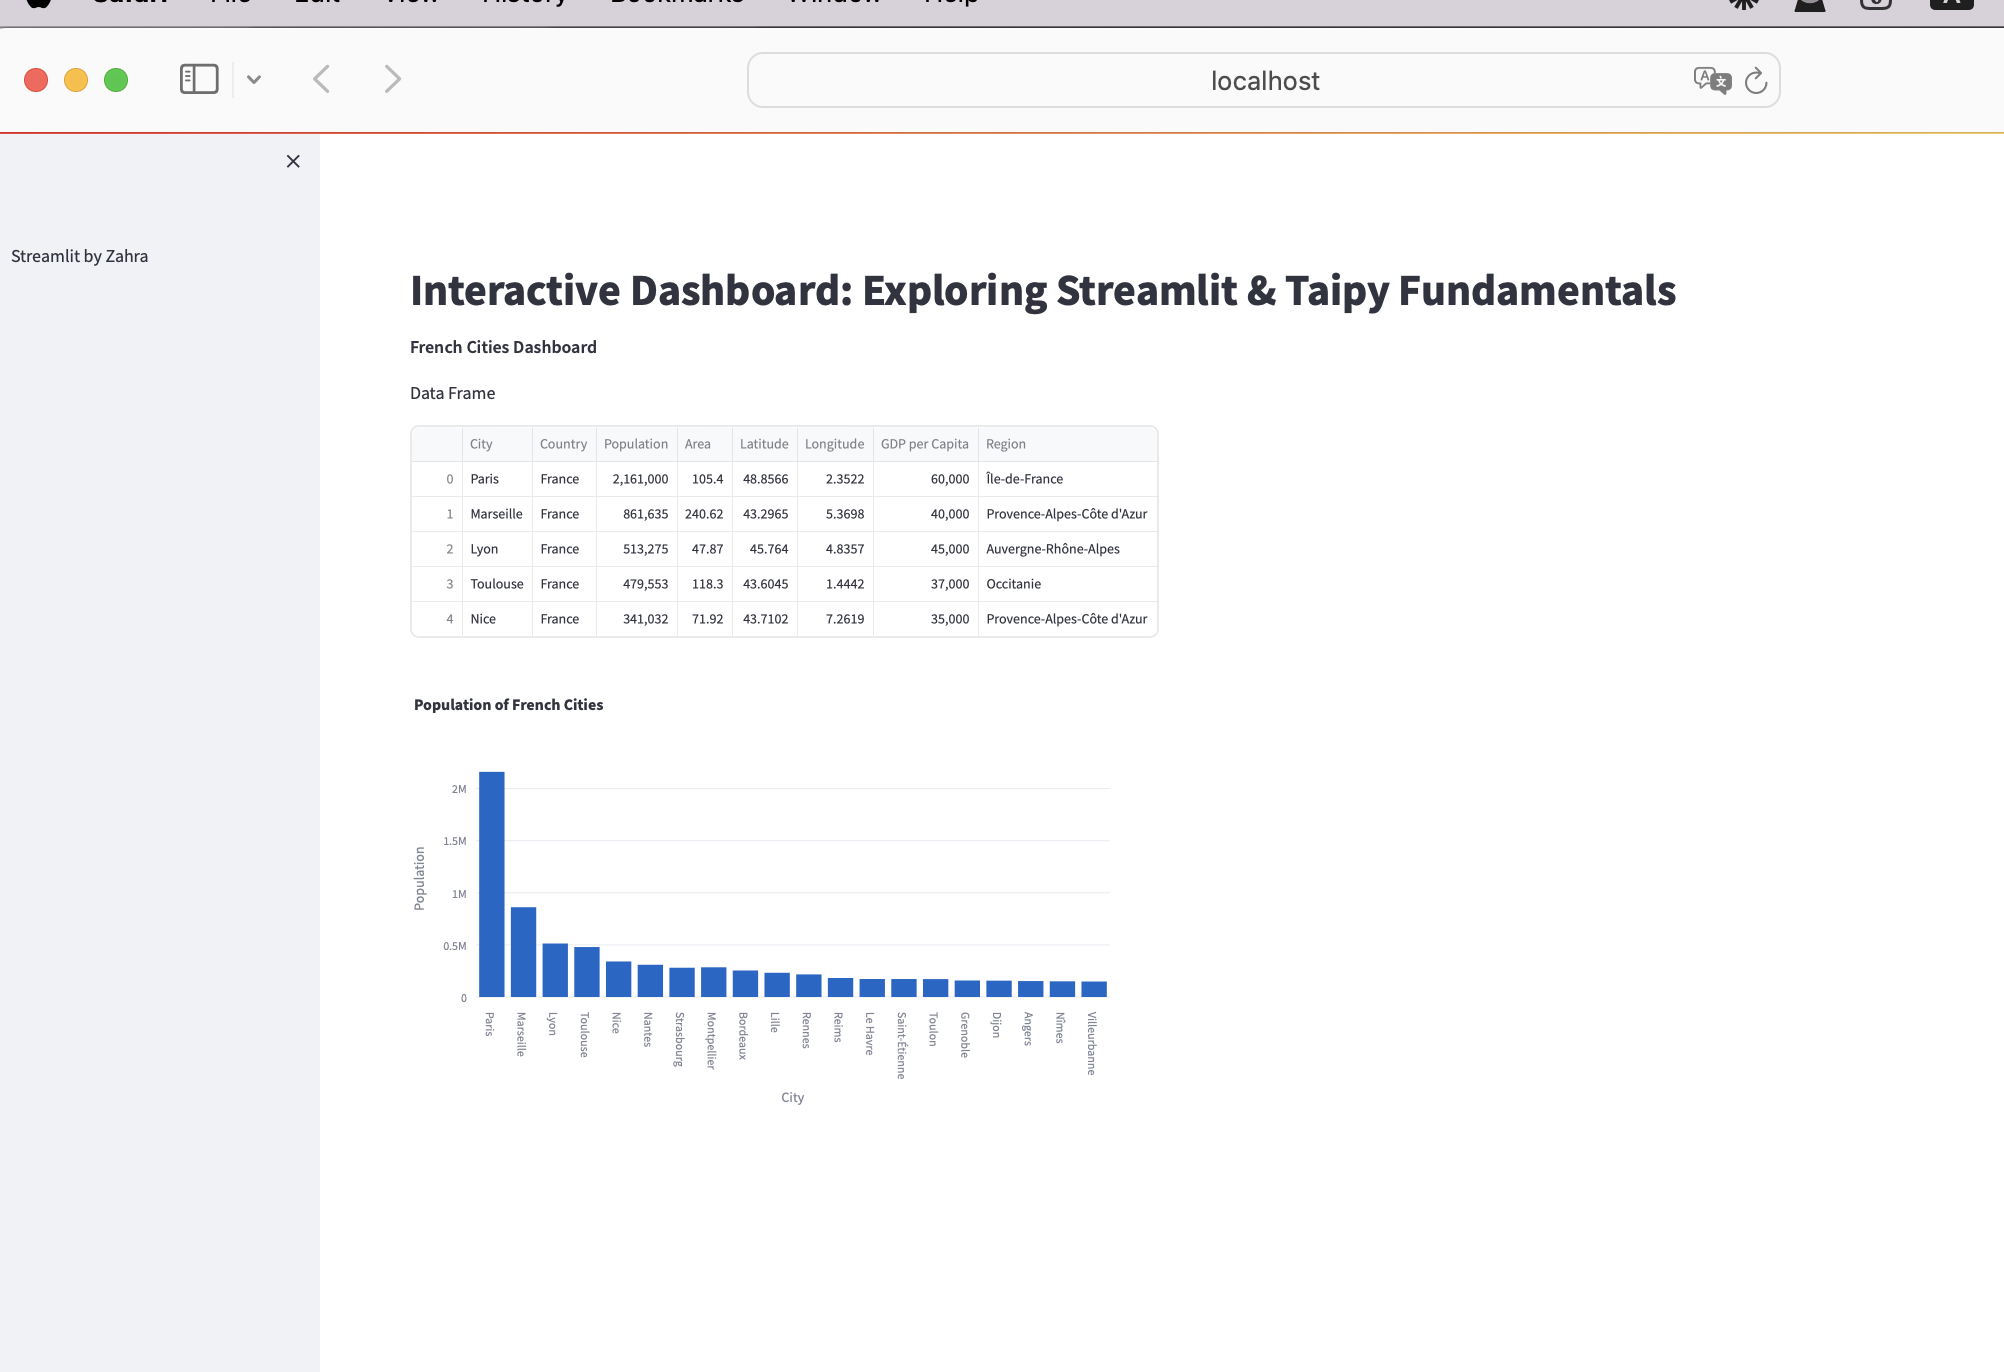 Safari File Edit View History Bookmarks Window Help
localhost
Streamlit by Zahra
Interactive Dashboard: Exploring Streamlit & Taipy Fundamentals
French Cities Dashboard
Data Frame
City Country Population Area Latitude Longitude GDP per Capita Region
0 Paris France 2,161,000 105.4 48.8566 2.3522 60,000 Île-de-France
1 Marseille France 861,635 240.62 43.2965 5.3698 40,000 Provence-Alpes-Côte d'Azur
2 Lyon France 513,275 47.87 45.764 4.8357 45,000 Auvergne-Rhône-Alpes
3 Toulouse France 479,553 118.3 43.6045 1.4442 37,000 Occitanie
4 Nice France 341,032 71.92 43.7102 7.2619 35,000 Provence-Alpes-Côte d'Azur
Population of French Cities
2M
1.5M
1M
0.5M
0
Population
Paris
Marseille
Lyon
Toulouse
Nice
Nantes
Strasbourg
Montpellier
Bordeaux
Lille
Rennes
Reims
Le Havre
Saint-Étienne
Toulon
Grenoble
Dijon
Angers
Nîmes
Villeurbanne
City